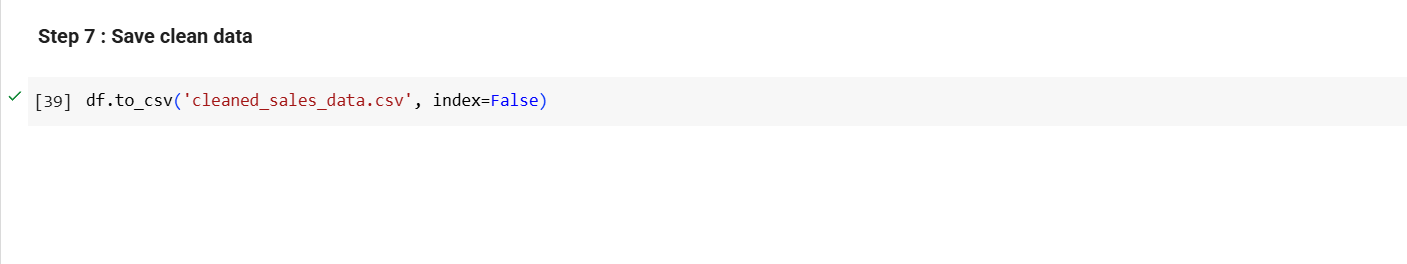 Step 7 : Save clean data
[39] df.to_csv('cleaned_sales_data.csv', index=False)